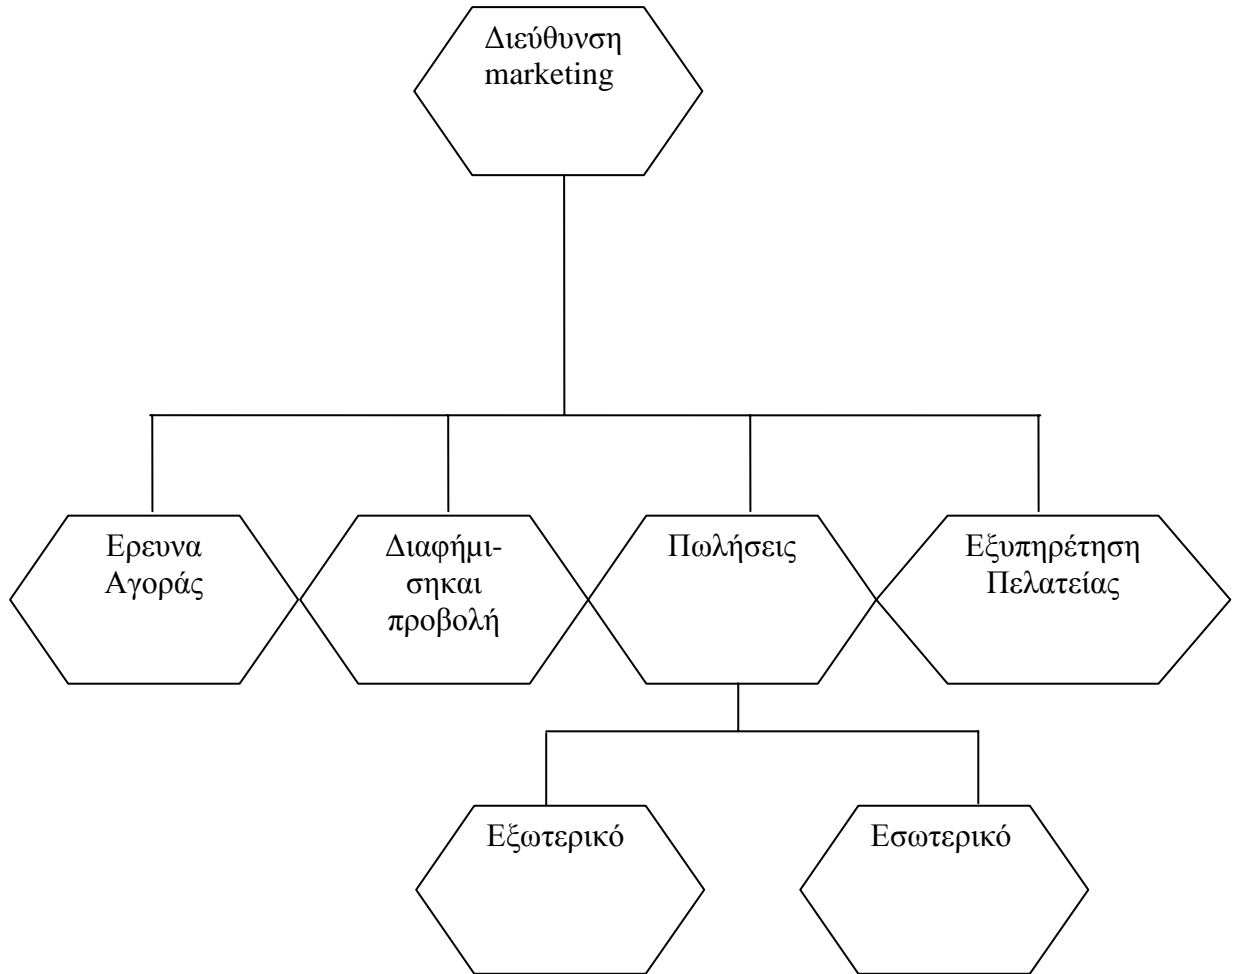 Διεύθυνση
marketing
Ερευνα
Αγοράς
Διαφήμι-
σηκαι
προβολή
Πωλήσεις
Εξυπηρέτηση
Πελατείας
Εξωτερικό
Εσωτερικό